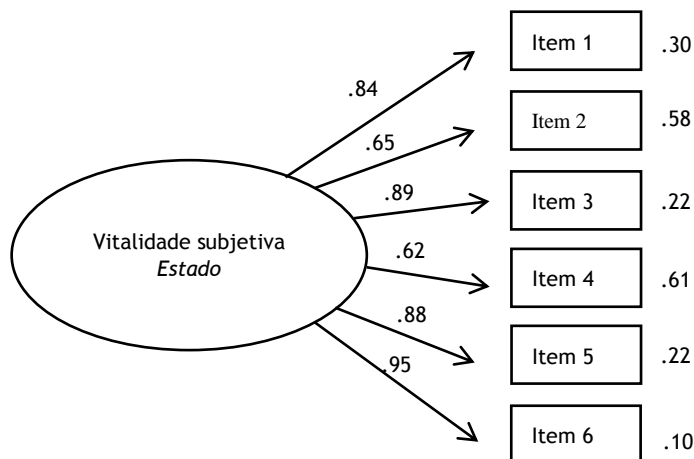 Item 1 .30
.84
Item 2 .58
.65
.89
Item 3 .22
Vitalidade subjetiva
Estado
.62
Item 4 .61
.88
Item 5 .22
.95
Item 6 .10